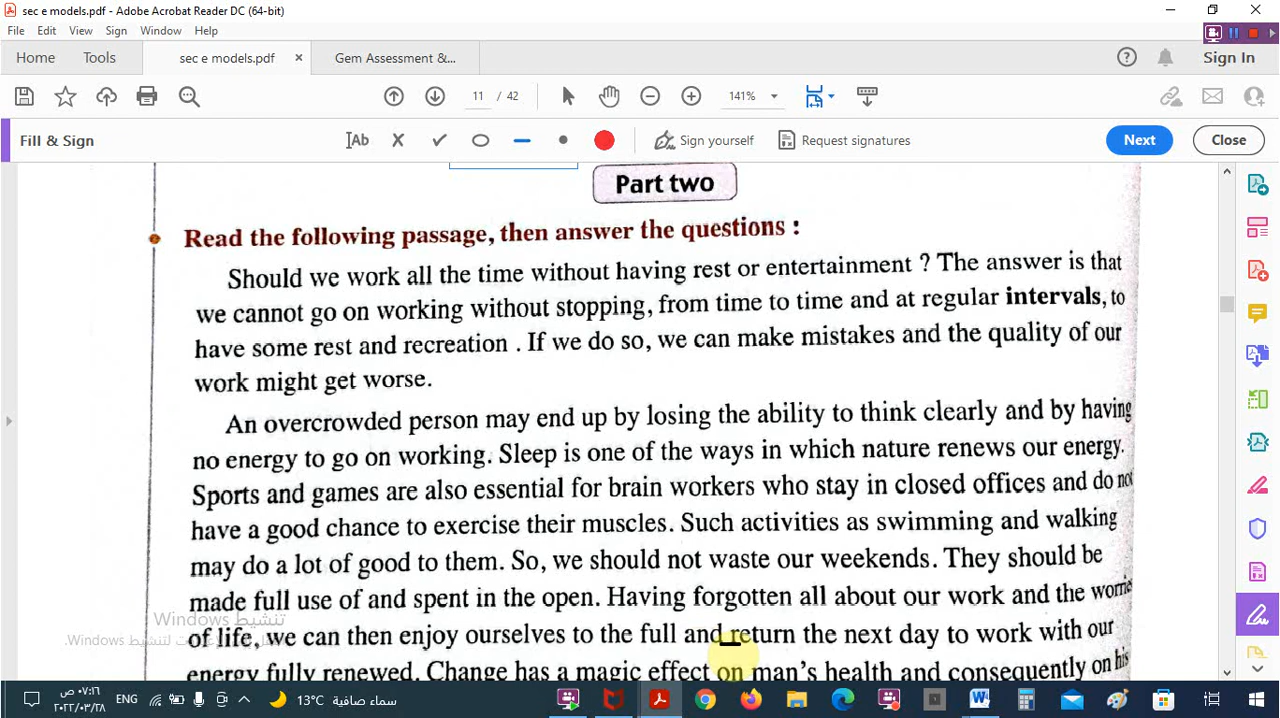 sec e models.pdf - Adobe Acrobat Reader DC (64-bit)
File Edit View Sign Window Help
Home Tools sec e models.pdf Gem Assessment &... Sign In
11 / 42 141%
Fill & Sign Ab Sign yourself Request signatures Next Close
Part two
Read the following passage, then answer the questions :
Should we work all the time without having rest or entertainment ? The answer is that
we cannot go on working without stopping, from time to time and at regular intervals, to
have some rest and recreation . If we do so, we can make mistakes and the quality of our
work might get worse.
An overcrowded person may end up by losing the ability to think clearly and by having
no energy to go on working. Sleep is one of the ways in which nature renews our energy.
Sports and games are also essential for brain workers who stay in closed offices and do not
have a good chance to exercise their muscles. Such activities as swimming and walking
may do a lot of good to them. So, we should not waste our weekends. They should be
made full use of and spent in the open. Having forgotten all about our work and the worries
تنشيط Windows
of life, we can then enjoy ourselves to the full and return the next day to work with our
لتنشيط Windows.
energy fully renewed. Change has a magic effect on man's health and consequently on his
٠٧:١٦ ص
٢٠٢٢/٠٣/٢٨
ENG 13°C سماء صافية